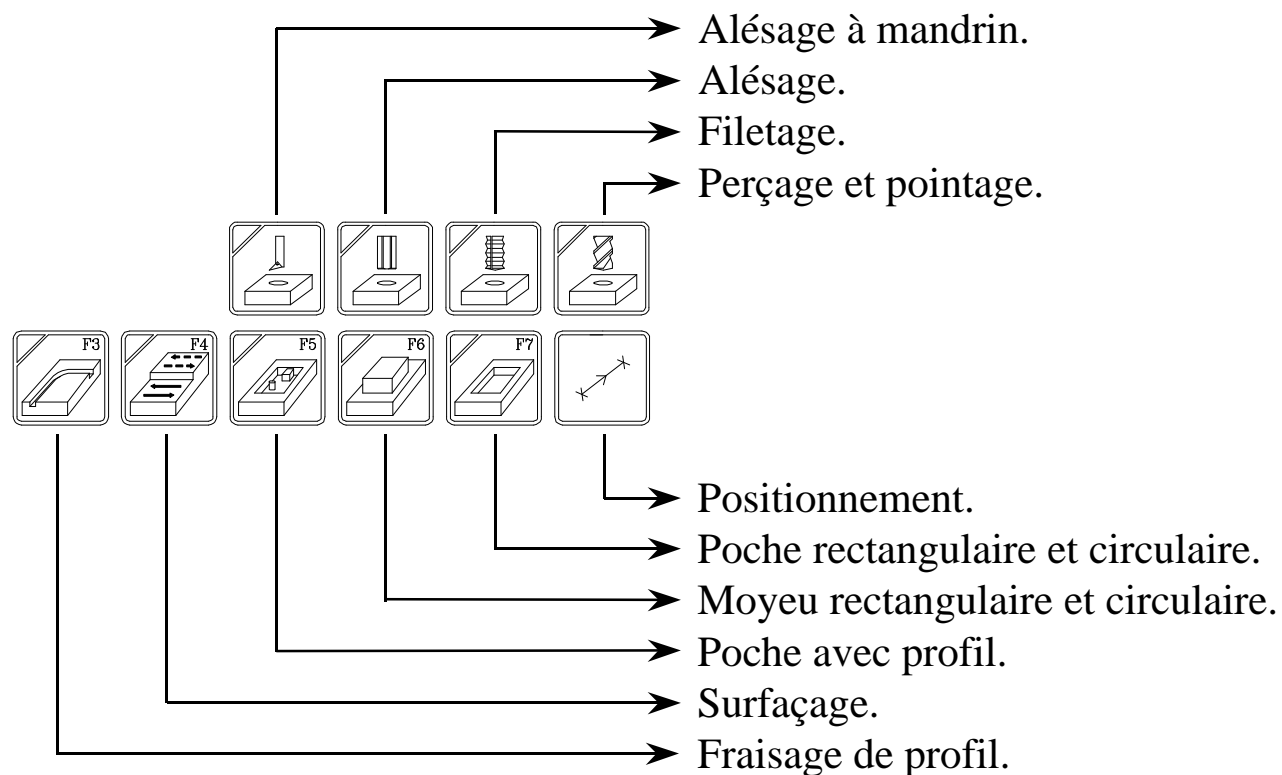 Alésage à mandrin.
Alésage.
Filetage.
Perçage et pointage.
F3 F4 F5 F6 F7
Positionnement.
Poche rectangulaire et circulaire.
Moyeu rectangulaire et circulaire.
Poche avec profil.
Surfaçage.
Fraisage de profil.